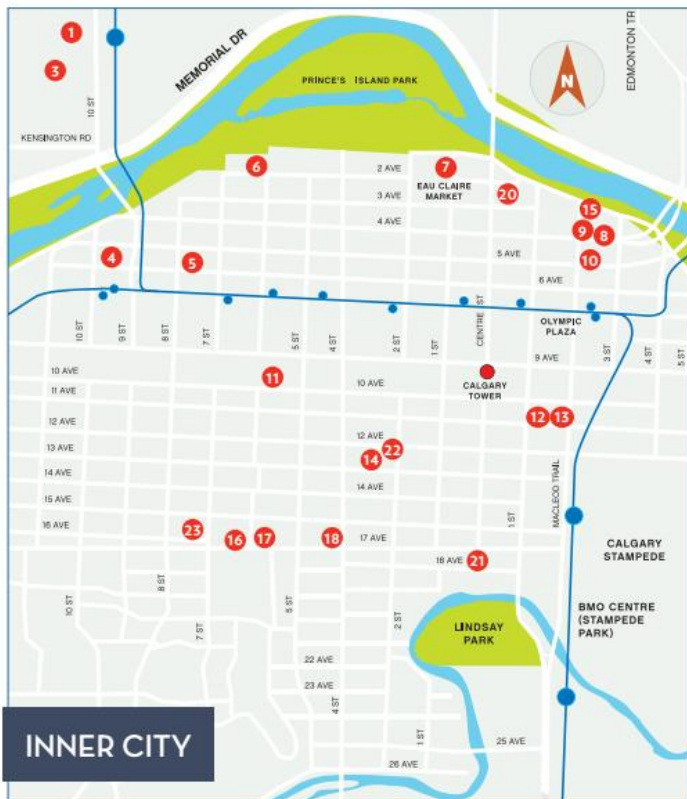 1
3
10 ST
MEMORIAL DR
PRINCE'S ISLAND PARK
N
EDMONTON TR
KENSINGTON RD
6
2 AVE
7
EAU CLAIRE
MARKET
3 AVE
20
4 AVE
15
9
8
4
5
5 AVE
10
6 AVE
10 ST
9 ST
8 ST
7 ST
5 ST
4 ST
2 ST
1 ST
CENTRE ST
OLYMPIC
PLAZA
3 ST
4 ST
5 ST
9 AVE
10 AVE
11
10 AVE
CALGARY
TOWER
11 AVE
12
13
12 AVE
12 AVE
13 AVE
14
22
14 AVE
14 AVE
15 AVE
1 ST
MACLEOD TRAIL
16 AVE
23
16
17
18
17 AVE
18 AVE
21
CALGARY
STAMPEDE
8 ST
10 ST
7 ST
5 ST
2 ST
BMO CENTRE
(STAMPEDE
PARK)
LINDSAY
PARK
22 AVE
23 AVE
4 ST
1 ST
25 AVE
26 AVE
INNER CITY